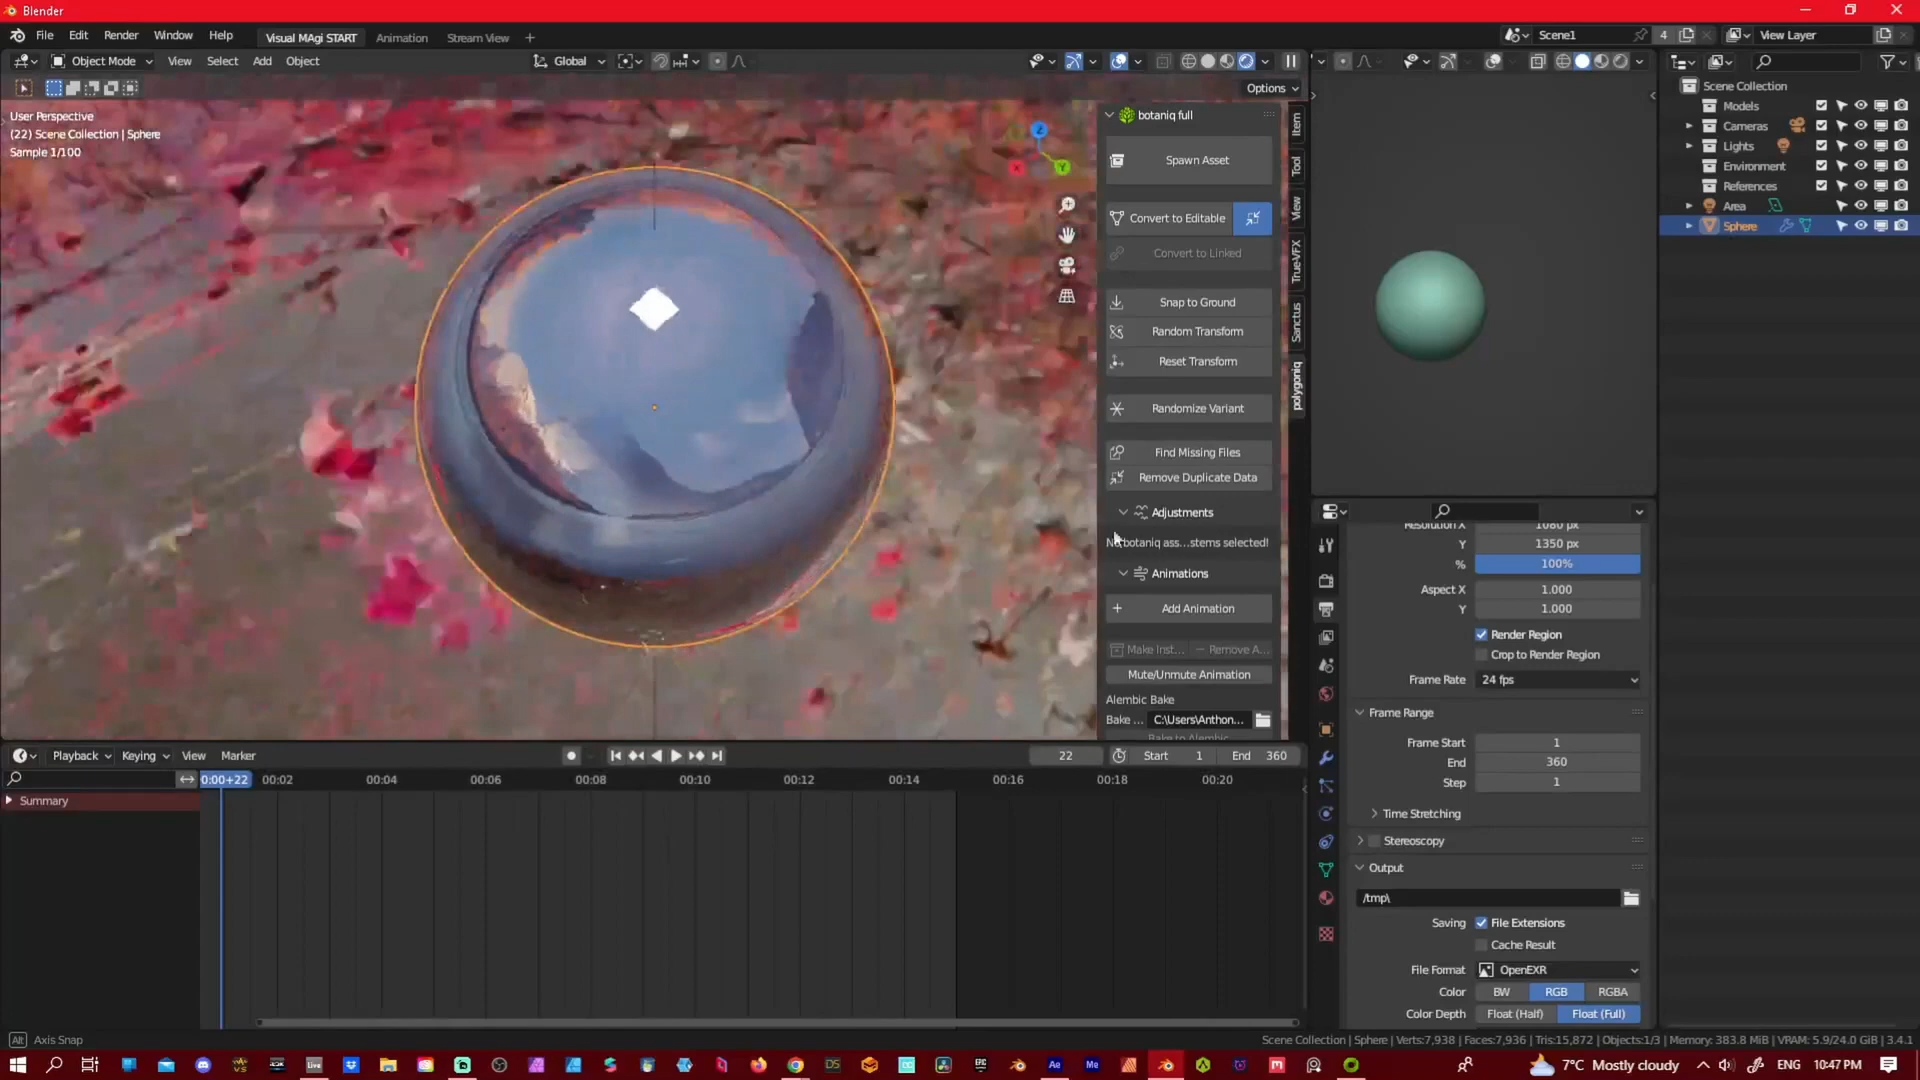 Blender
File Edit Render Window Help Visual MAgi START Animation Stream View + Scene1 4 View Layer
Object Mode View Select Add Object Global
Options
User Perspective
(22) Scene Collection | Sphere
Sample 1/100
Z
X
Y
botaniq full
Spawn Asset
Convert to Editable
Convert to Linked
Snap to Ground
Random Transform
Reset Transform
Randomize Variant
Find Missing Files
Remove Duplicate Data
Adjustments
No botaniq ass...stems selected!
Animations
+ Add Animation
Make Inst... Remove A...
Mute/Unmute Animation
Alembic Bake
Bake ... C:\Users\Anthon...
Bake to Alembic
Item
Tool
View
True-VFX
Sanctus
polygoniq
Scene Collection
Models
Cameras
Lights
Environment
References
Area
Sphere
Resolution X 1080 px
Y 1350 px
% 100%
Aspect X 1.000
Y 1.000
Render Region
Crop to Render Region
Frame Rate 24 fps
Frame Range
Frame Start 1
End 360
Step 1
Time Stretching
Stereoscopy
Output
/tmp\
Saving File Extensions
Cache Result
File Format OpenEXR
Color BW RGB RGBA
Color Depth Float (Half) Float (Full)
Playback Keying View Marker 22 Start 1 End 360
0:00+22 00:02 00:04 00:06 00:08 00:10 00:12 00:14 00:16 00:18 00:20
Summary
Alt Axis Snap
Scene Collection | Sphere | Verts:7,938 | Faces:7,936 | Tris:15,872 | Objects:1/3 | Memory: 383.8 MiB | VRAM: 5.9/24.0 GiB | 3.4.1
7°C Mostly cloudy ENG 10:47 PM